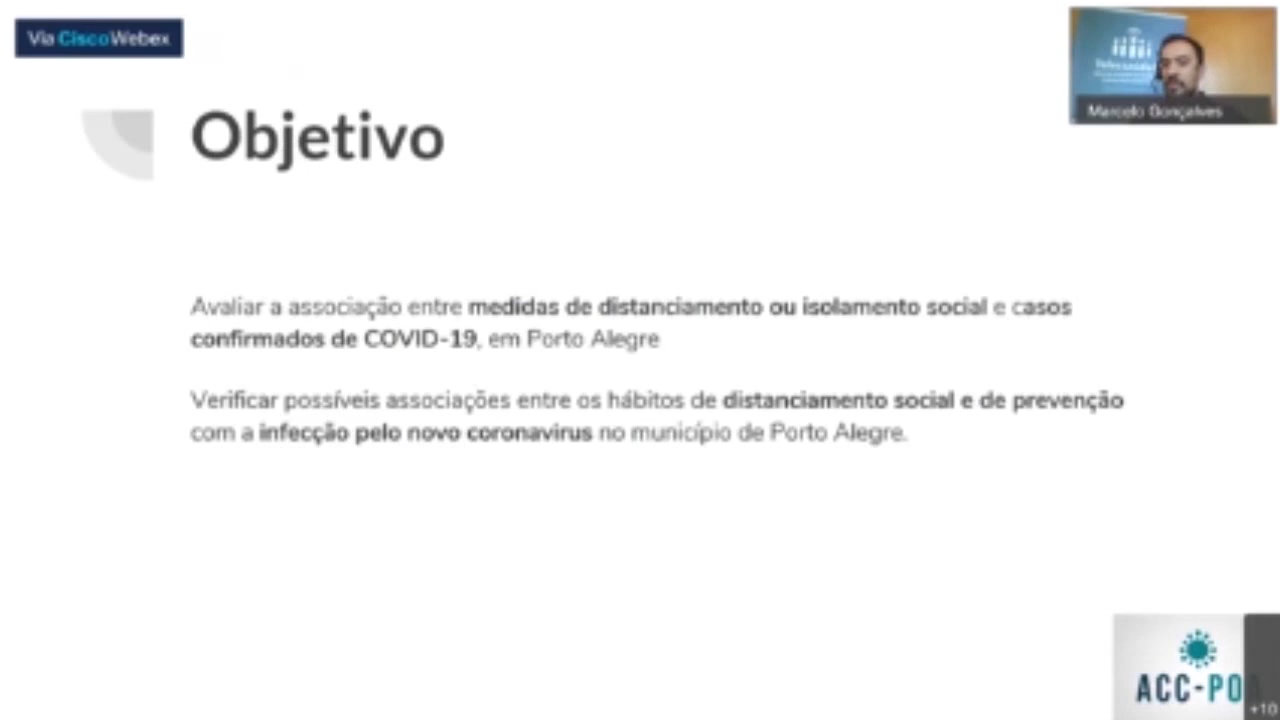 Via CiscoWebex
Marcelo Gonçalves
Objetivo
Avaliar a associação entre medidas de distanciamento ou isolamento social e casos
confirmados de COVID-19, em Porto Alegre
Verificar possíveis associações entre os hábitos de distanciamento social e de prevenção
com a infecção pelo novo coronavirus no município de Porto Alegre.
ACC-PO
+10